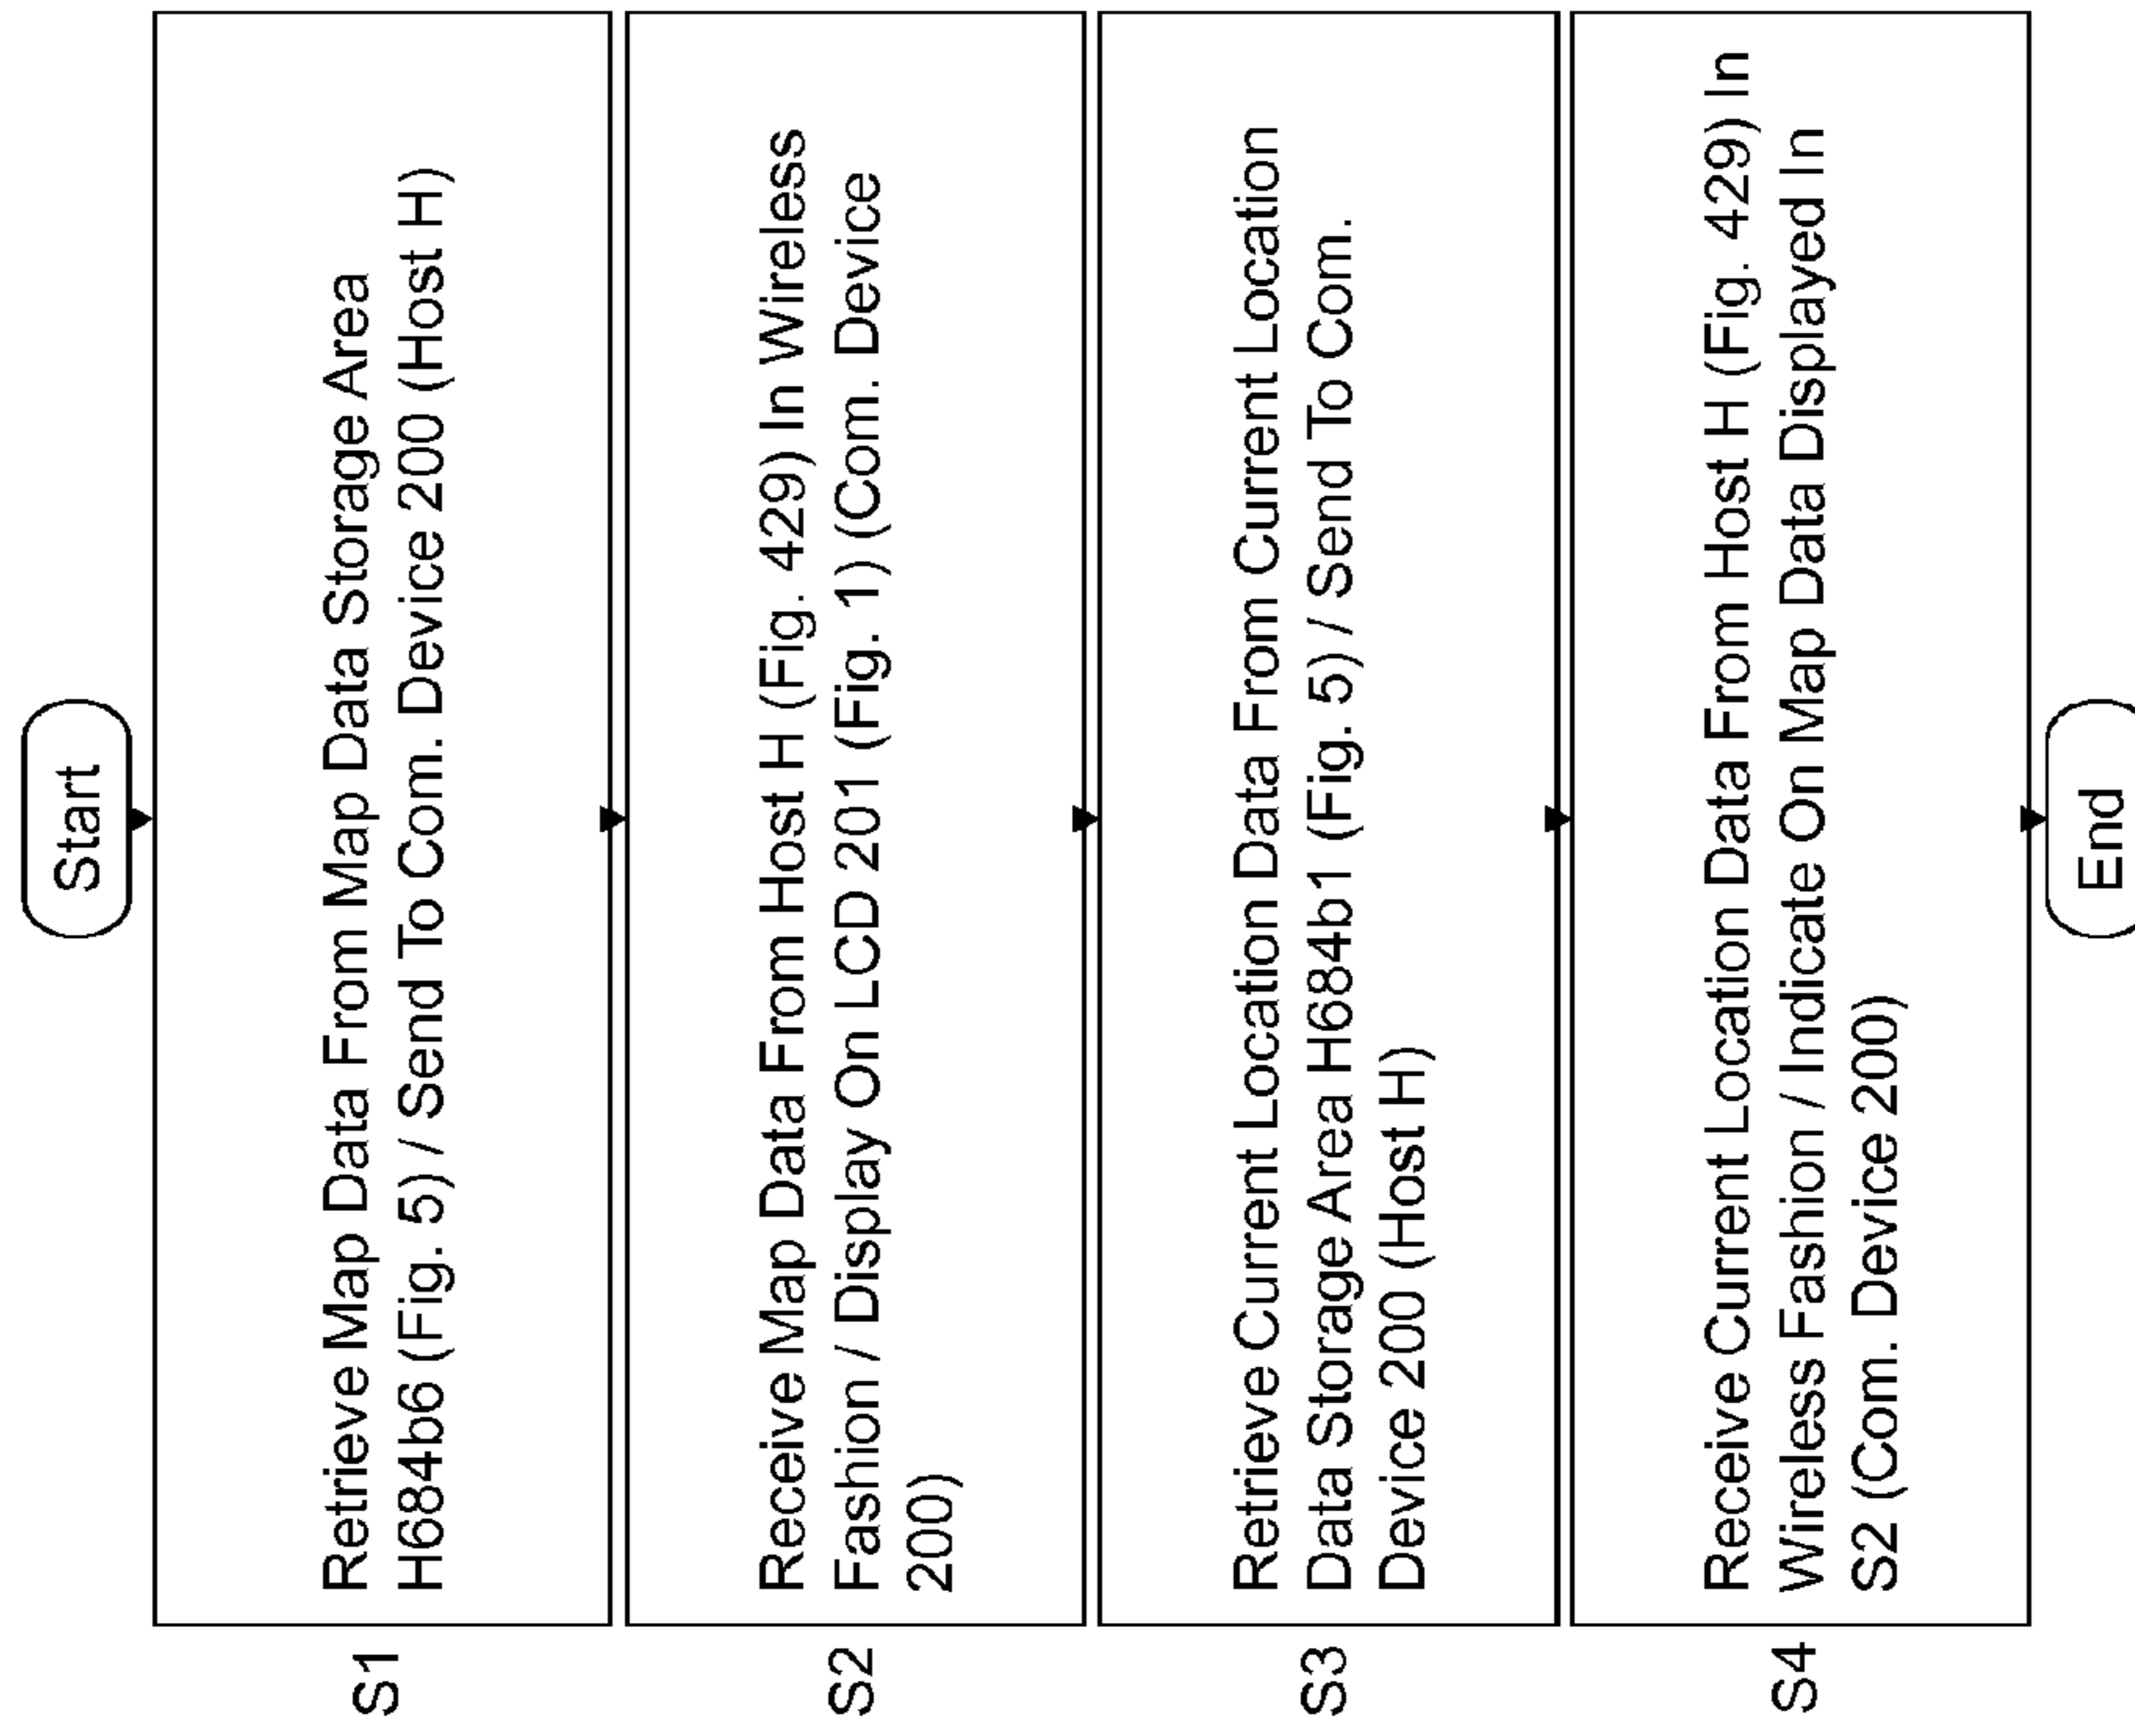 Start
S1
Retrieve Map Data From Map Data Storage Area
H684b6 (Fig. 5) / Send To Com. Device 200 (Host H)
S2
Receive Map Data From Host H (Fig. 429) In Wireless
Fashion / Display On LCD 201 (Fig. 1) (Com. Device
200)
S3
Retrieve Current Location Data From Current Location
Data Storage Area H684b1 (Fig. 5) / Send To Com.
Device 200 (Host H)
S4
Receive Current Location Data From Host H (Fig. 429) In
Wireless Fashion / Indicate On Map Data Displayed In
S2 (Com. Device 200)
End